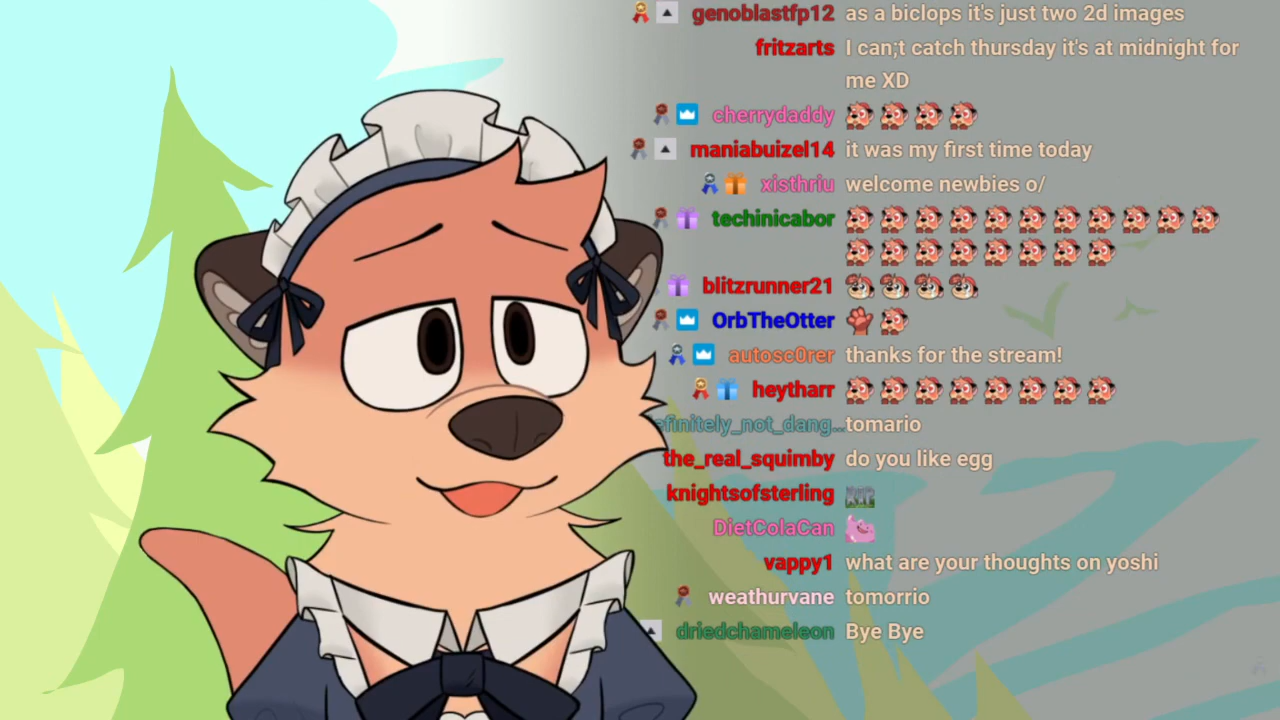 genoblastfp12 as a biclops it's just two 2d images
fritzarts I can;t catch thursday it's at midnight for
me XD
cherrydaddy
maniabuizel14 it was my first time today
xisthriu welcome newbies o/
techinicabor
blitzrunner21
OrbTheOtter
autosc0rer thanks for the stream!
heytharr
efinitely_not_dang... tomario
the_real_squimby do you like egg
knightsofsterling
DietColaCan
vappy1 what are your thoughts on yoshi
weathurvane tomorrio
driedchameleon Bye Bye